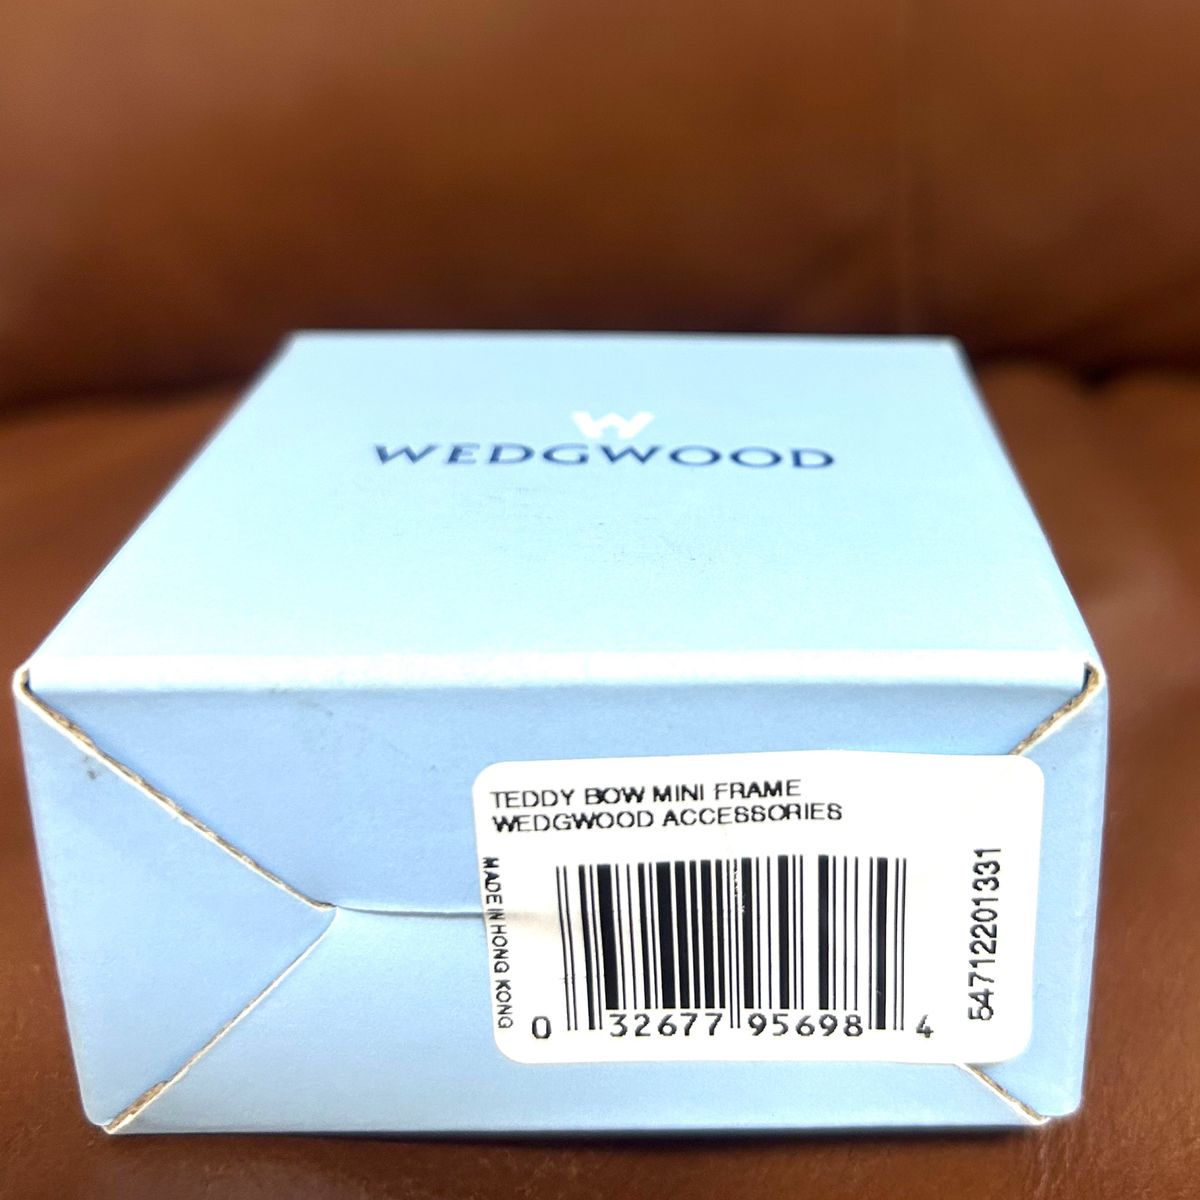 W
WEDGWOOD
TEDDY BOW MINI FRAME
WEDGWOOD ACCESSORIES
MADE IN HONG KONG
0 32677 95698 4
54712201331